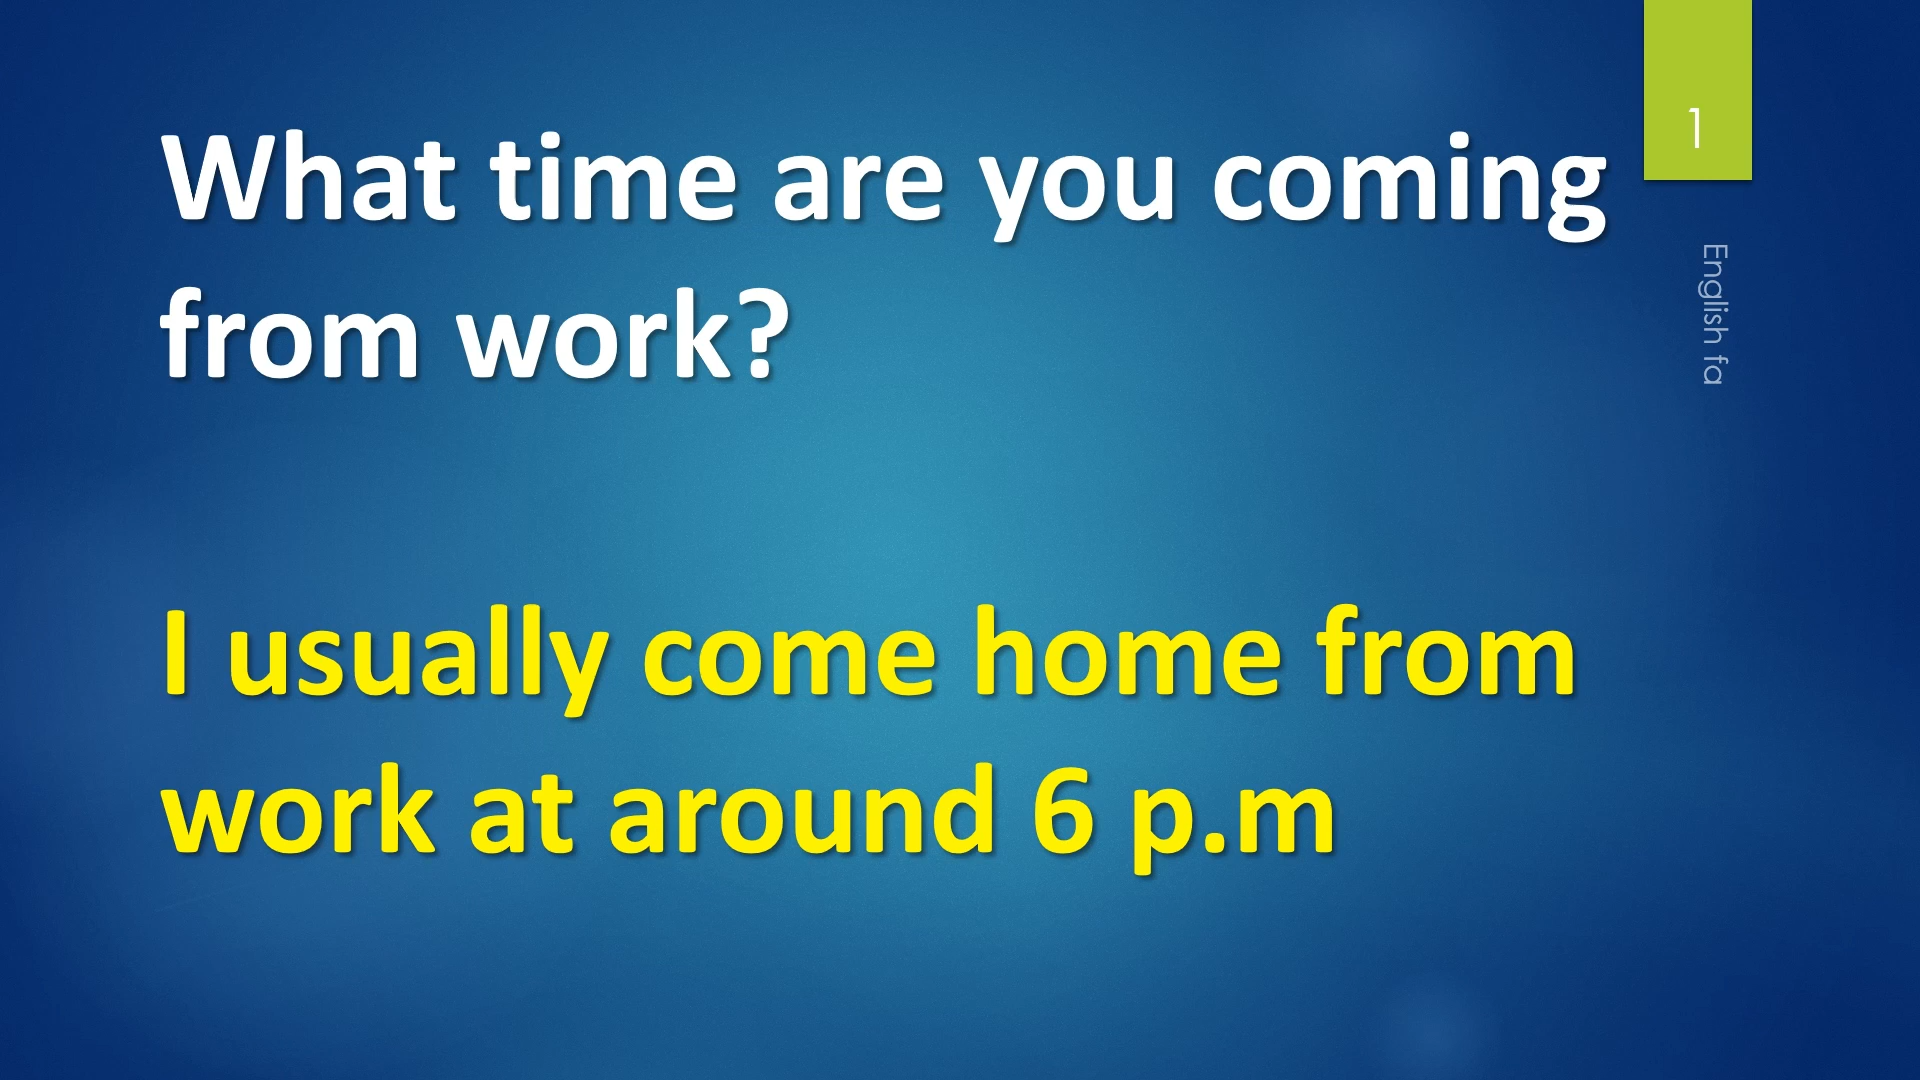 What time are you coming
from work?
I usually come home from
work at around 6 p.m
1
English fa